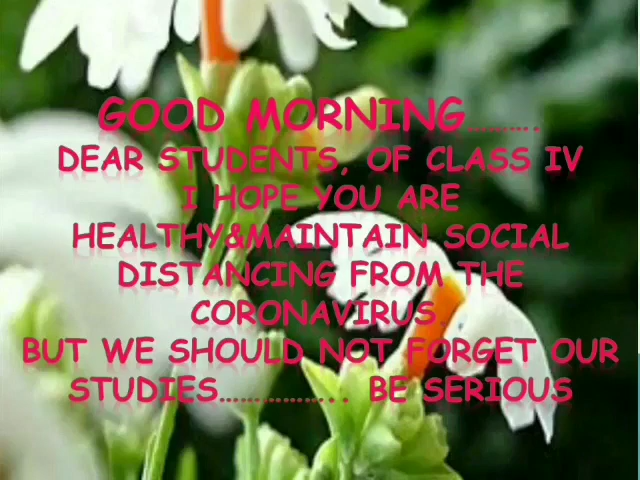 GOOD MORNING……….
DEAR STUDENTS, OF CLASS IV
I HOPE YOU ARE
HEALTHY&MAINTAIN SOCIAL
DISTANCING FROM THE
CORONAVIRUS
BUT WE SHOULD NOT FORGET OUR
STUDIES…………….. BE SERIOUS